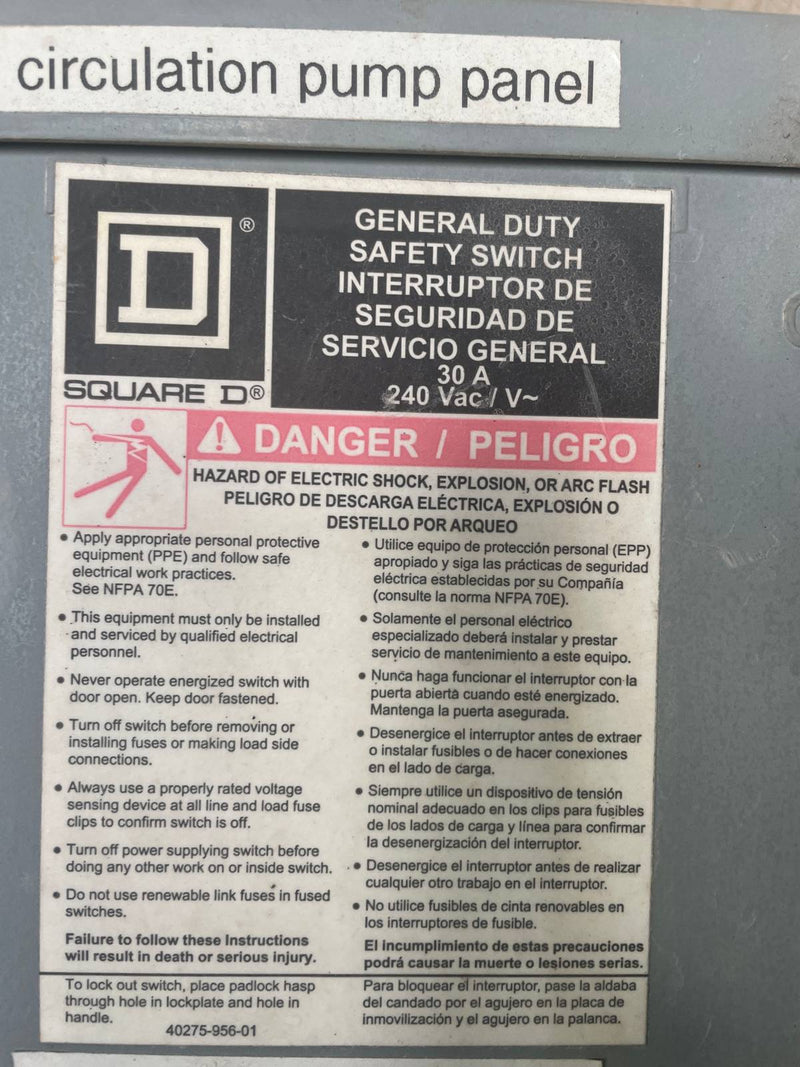 circulation pump panel
D®
SQUARE D®
GENERAL DUTY
SAFETY SWITCH
INTERRUPTOR DE
SEGURIDAD DE
SERVICIO GENERAL
30 A
240 Vac / V~
DANGER / PELIGRO
HAZARD OF ELECTRIC SHOCK, EXPLOSION, OR ARC FLASH
PELIGRO DE DESCARGA ELÉCTRICA, EXPLOSIÓN O
DESTELLO POR ARQUEO
• Apply appropriate personal protective
equipment (PPE) and follow safe
electrical work practices.
See NFPA 70E.
• This equipment must only be installed
and serviced by qualified electrical
personnel.
• Never operate energized switch with
door open. Keep door fastened.
• Turn off switch before removing or
installing fuses or making load side
connections.
• Always use a properly rated voltage
sensing device at all line and load fuse
clips to confirm switch is off.
• Turn off power supplying switch before
doing any other work on or inside switch.
• Do not use renewable link fuses in fused
switches.
Failure to follow these Instructions
will result in death or serious injury.
• Utilice equipo de protección personal (EPP)
apropiado y siga las prácticas de seguridad
eléctrica establecidas por su Compañía
(consulte la norma NFPA 70E).
• Solamente el personal eléctrico
especializado deberá instalar y prestar
servicio de mantenimiento a este equipo.
• Nunca haga funcionar el interruptor con la
puerta abierta cuando esté energizado.
Mantenga la puerta asegurada.
• Desenergice el interruptor antes de extraer
o instalar fusibles o de hacer conexiones
en el lado de carga.
• Siempre utilice un dispositivo de tensión
nominal adecuado en los clips para fusibles
de los lados de carga y línea para confirmar
la desenergización del interruptor.
• Desenergice el interruptor antes de realizar
cualquier otro trabajo en el interruptor.
• No utilice fusibles de cinta renovables en
los interruptores de fusible.
El incumplimiento de estas precauciones
podrá causar la muerte o lesiones serias.
To lock out switch, place padlock hasp
through hole in lockplate and hole in
handle.
40275-956-01
Para bloquear el interruptor, pase la aldaba
del candado por el agujero en la placa de
inmovilización y el agujero en la palanca.